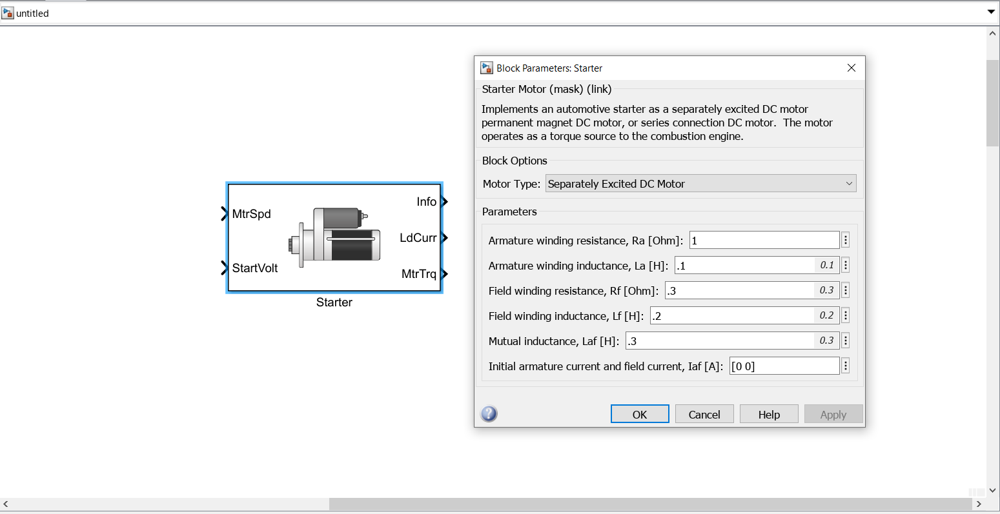 untitled
MtrSpd
StartVolt
Info
LdCurr
MtrTrq
Starter
Block Parameters: Starter
Starter Motor (mask) (link)
Implements an automotive starter as a separately excited DC motor
permanent magnet DC motor, or series connection DC motor.  The motor
operates as a torque source to the combustion engine.
Block Options
Motor Type: Separately Excited DC Motor
Parameters
Armature winding resistance, Ra [Ohm]: 1
Armature winding inductance, La [H]: .1 0.1
Field winding resistance, Rf [Ohm]: .3 0.3
Field winding inductance, Lf [H]: .2 0.2
Mutual inductance, Laf [H]: .3 0.3
Initial armature current and field current, Iaf [A]: [0 0]
? OK Cancel Help Apply